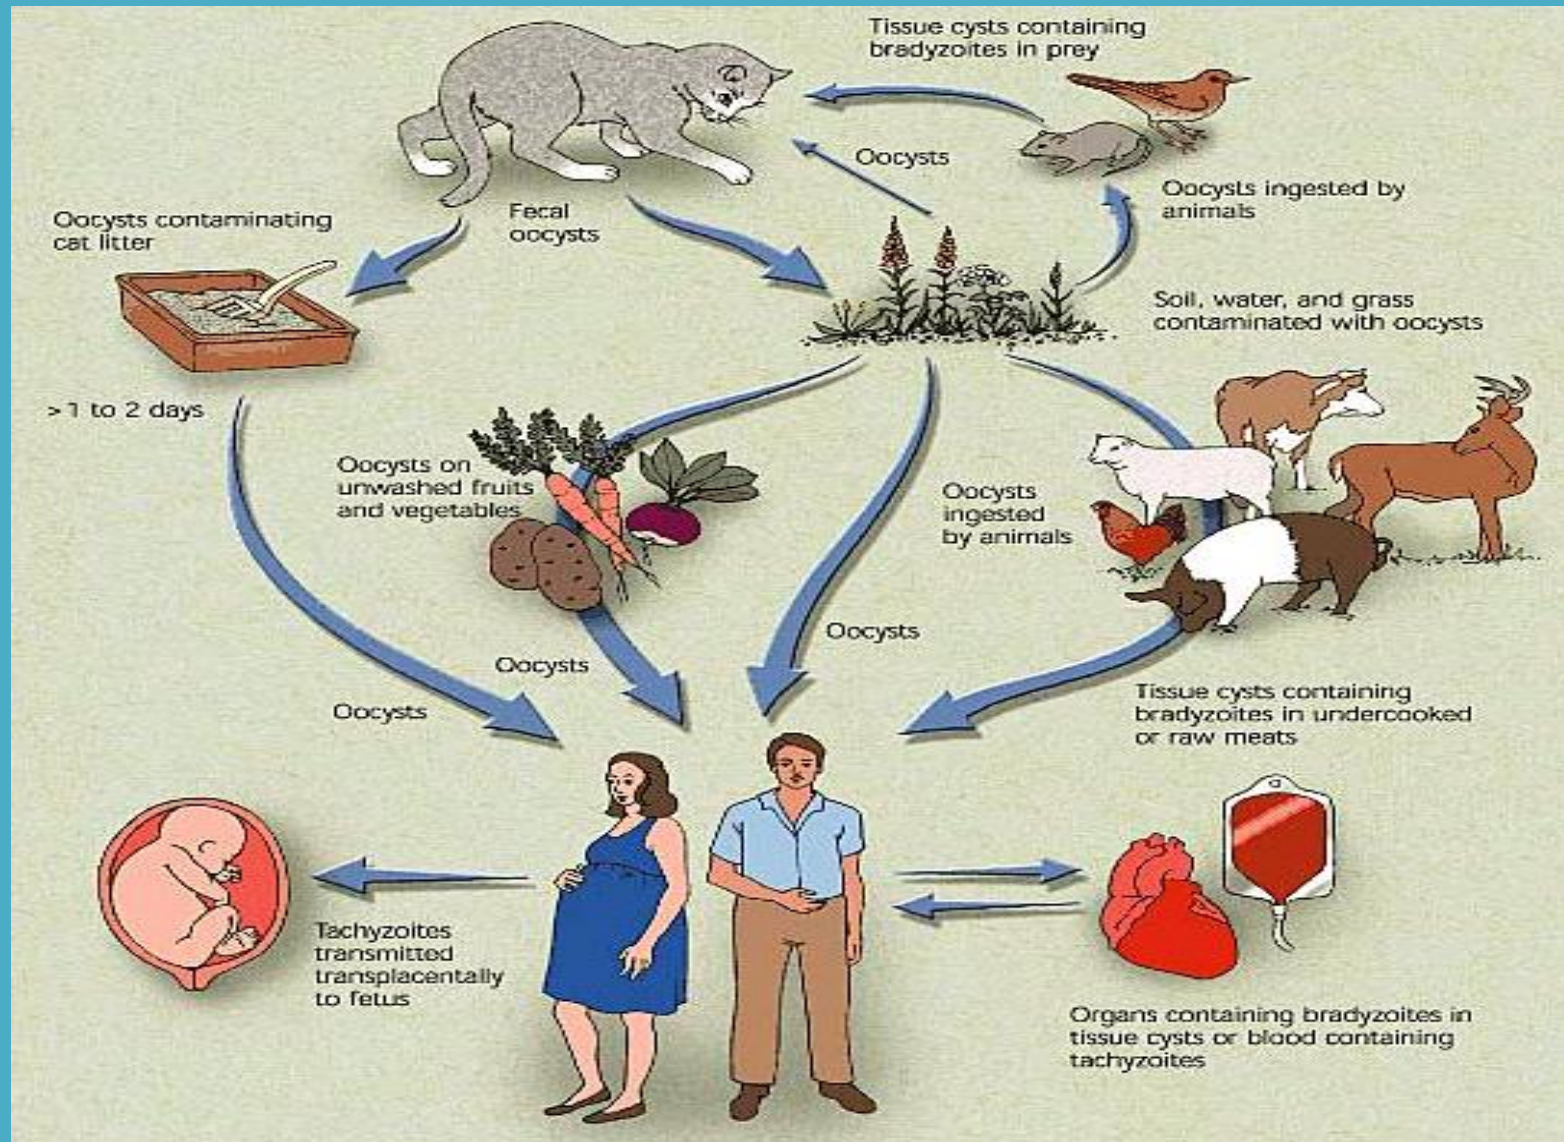 Tissue cysts containing
bradyzoites in prey
Oocysts
Oocysts ingested by
animals
Oocysts contaminating
cat litter
Fecal
oocysts
Soil, water, and grass
contaminated with oocysts
> 1 to 2 days
Oocysts on
unwashed fruits
and vegetables
Oocysts
ingested
by animals
Oocysts
Oocysts
Oocysts
Tissue cysts containing
bradyzoites in undercooked
or raw meats
Tachyzoites
transmitted
transplacentally
to fetus
Organs containing bradyzoites in
tissue cysts or blood containing
tachyzoites